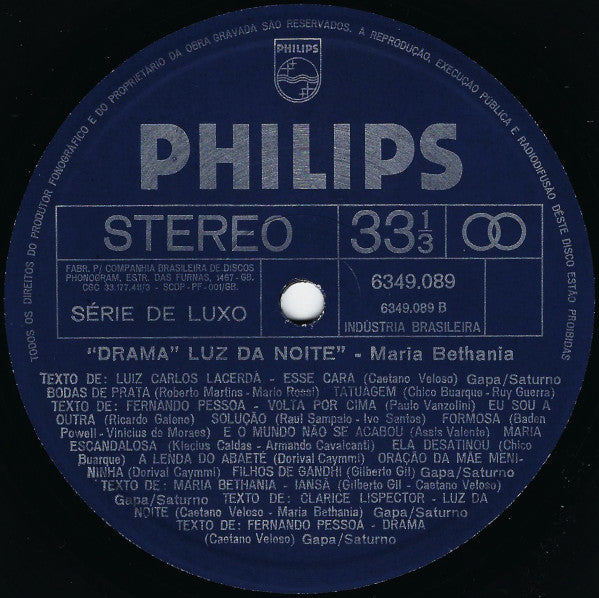 TODOS OS DIREITOS DO PRODUTOR FONOGRÁFICO E DO PROPRIETÁRIO DA OBRA GRAVADA SÃO RESERVADOS. A REPRODUÇÃO, EXECUÇÃO PÚBLICA E RADIODIFUSÃO DÊSTE DISCO ESTÃO PROIBIDAS
PHILIPS
PHILIPS
STEREO
33 1/3
FABR. P/ COMPANHIA BRASILEIRA DE DISCOS
PHONOGRAM, ESTR. DAS FURNAS, 1467 - GB.
CGC 33.177.411/3 - SCDP - PF - 001/GB.
SÉRIE DE LUXO
6349.089
6349.089 B
INDÚSTRIA BRASILEIRA
"DRAMA" LUZ DA NOITE" - Maria Bethania
TEXTO DE: LUIZ CARLOS LACERDA - ESSE CARA (Caetano Veloso) Gapa/Saturno
BODAS DE PRATA (Roberto Martins - Mario Rossi) TATUAGEM (Chico Buarque - Ruy Guerra)
TEXTO DE: FERNANDO PESSOA - VOLTA POR CIMA (Paulo Vanzolini) EU SOU A
OUTRA (Ricardo Galeno) SOLUÇÃO (Raul Sampaio - Ivo Santos) FORMOSA (Baden
Powell - Vinicius de Moraes) E O MUNDO NÃO SE ACABOU (Assis Valente) MARIA
ESCANDALOSA (Klecius Caldas - Armando Cavalcanti) ELA DESATINOU (Chico
Buarque) A LENDA DO ABAETÉ (Dorival Caymmi) ORAÇÃO DA MÃE MENI-
NINHA (Dorival Caymmi) FILHOS DE GANDHI (Gilberto Gil) Gapa/Saturno
TEXTO DE: MARIA BETHANIA - IANSÃ (Gilberto Gil - Caetano Veloso)
Gapa/Saturno TEXTO DE: CLARICE LISPECTOR - LUZ DA
NOITE (Caetano Veloso - Maria Bethania) Gapa/Saturno
TEXTO DE: FERNANDO PESSOA - DRAMA
(Caetano Veloso) Gapa/Saturno